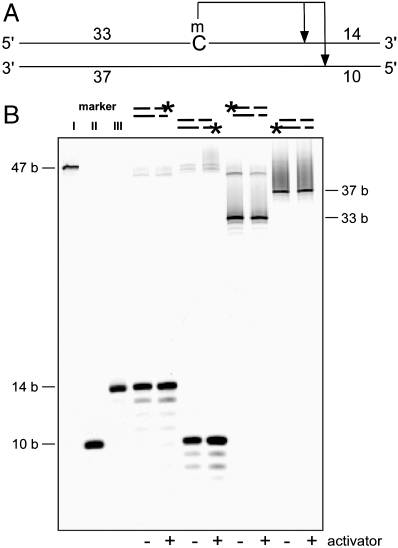 A
33 m 14
5' C 3'
3' 5'
37 10
B
marker
I II III
* * * *
47 b
37 b
33 b
14 b
10 b
- + - + - + - + activator